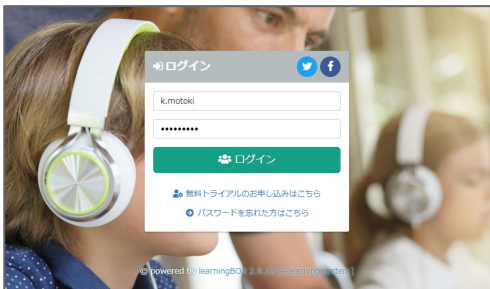 ログイン
k.motoki
•••••••••
ログイン
無料トライアルのお申し込みはこちら
パスワードを忘れた方はこちら
© powered by learningBOX